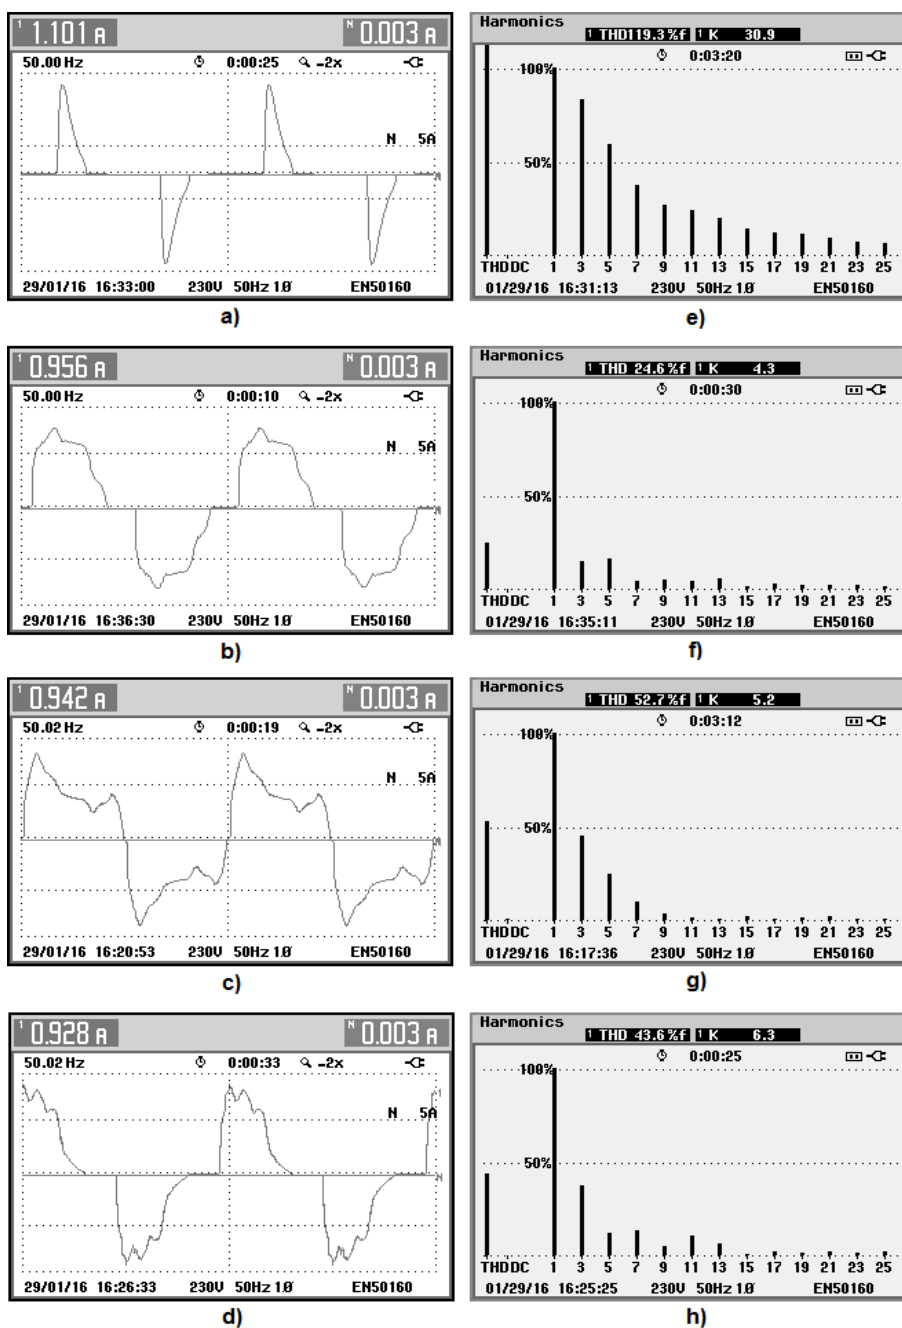 1 1.101 A N 0.003 A
50.00 Hz 0:00:25 -2x
N 5A
29/01/16 16:33:00 230V 50Hz 1Ø EN50160
a)
Harmonics
1 THD119.3%f 1 K 30.9
0:03:20
100%
50%
THDDC 1 3 5 7 9 11 13 15 17 19 21 23 25
01/29/16 16:31:13 230V 50Hz 1Ø EN50160
e)
1 0.956 A N 0.003 A
50.00 Hz 0:00:10 -2x
N 5A
29/01/16 16:36:30 230V 50Hz 1Ø EN50160
b)
Harmonics
1 THD 24.6%f 1 K 4.3
0:00:30
100%
50%
THDDC 1 3 5 7 9 11 13 15 17 19 21 23 25
01/29/16 16:35:11 230V 50Hz 1Ø EN50160
f)
1 0.942 A N 0.003 A
50.02 Hz 0:00:19 -2x
N 5A
29/01/16 16:20:53 230V 50Hz 1Ø EN50160
c)
Harmonics
1 THD 52.7%f 1 K 5.2
0:03:12
100%
50%
THDDC 1 3 5 7 9 11 13 15 17 19 21 23 25
01/29/16 16:17:36 230V 50Hz 1Ø EN50160
g)
1 0.928 A N 0.003 A
50.02 Hz 0:00:33 -2x
1
N 5A
29/01/16 16:26:33 230V 50Hz 1Ø EN50160
d)
Harmonics
1 THD 43.6%f 1 K 6.3
0:00:25
100%
50%
THDDC 1 3 5 7 9 11 13 15 17 19 21 23 25
01/29/16 16:25:25 230V 50Hz 1Ø EN50160
h)